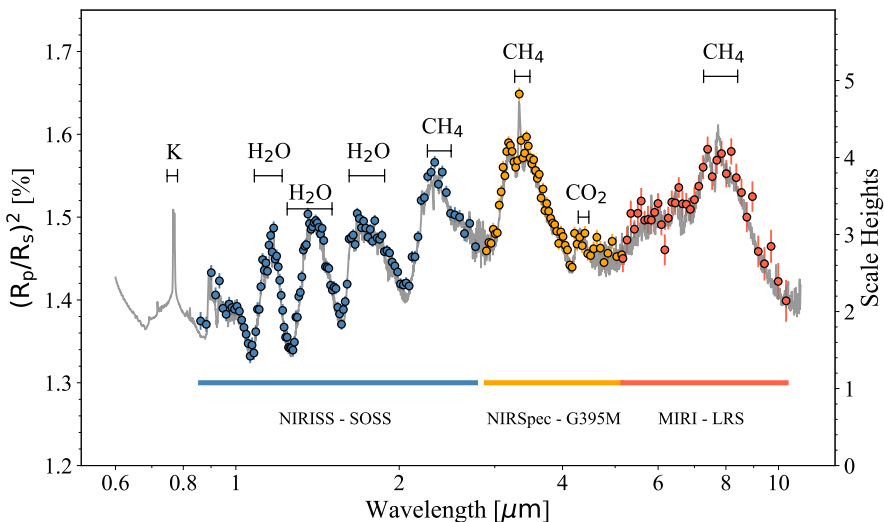 (Rp/Rs)² [%]
1.7
1.6
1.5
1.4
1.3
1.2
K
H₂O
H₂O
H₂O
CH₄
CH₄
CO₂
CH₄
NIRISS - SOSS
NIRSpec - G395M
MIRI - LRS
5
4
3
2
1
0
Scale Heights
0.6 0.8 1 2 4 6 8 10
Wavelength [μm]